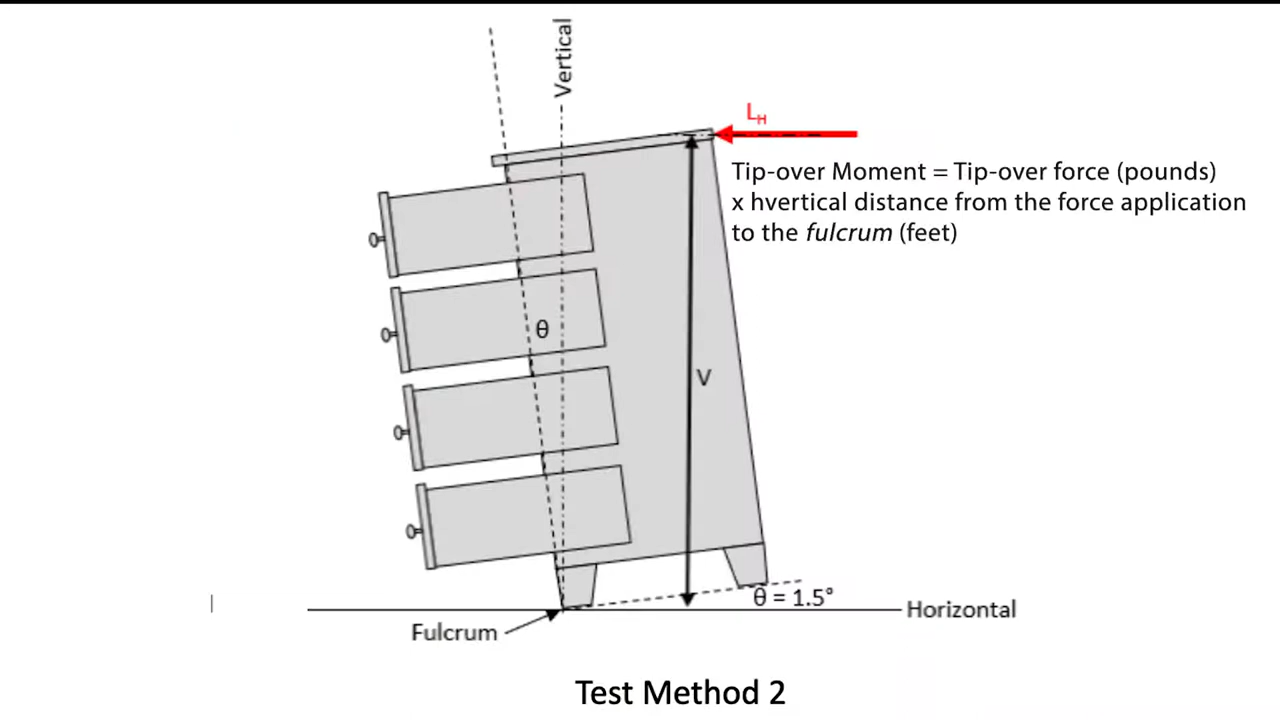 Vertical
L_H
Tip-over Moment = Tip-over force (pounds)
x hvertical distance from the force application
to the fulcrum (feet)
θ
V
θ = 1.5°
Horizontal
Fulcrum
Test Method 2